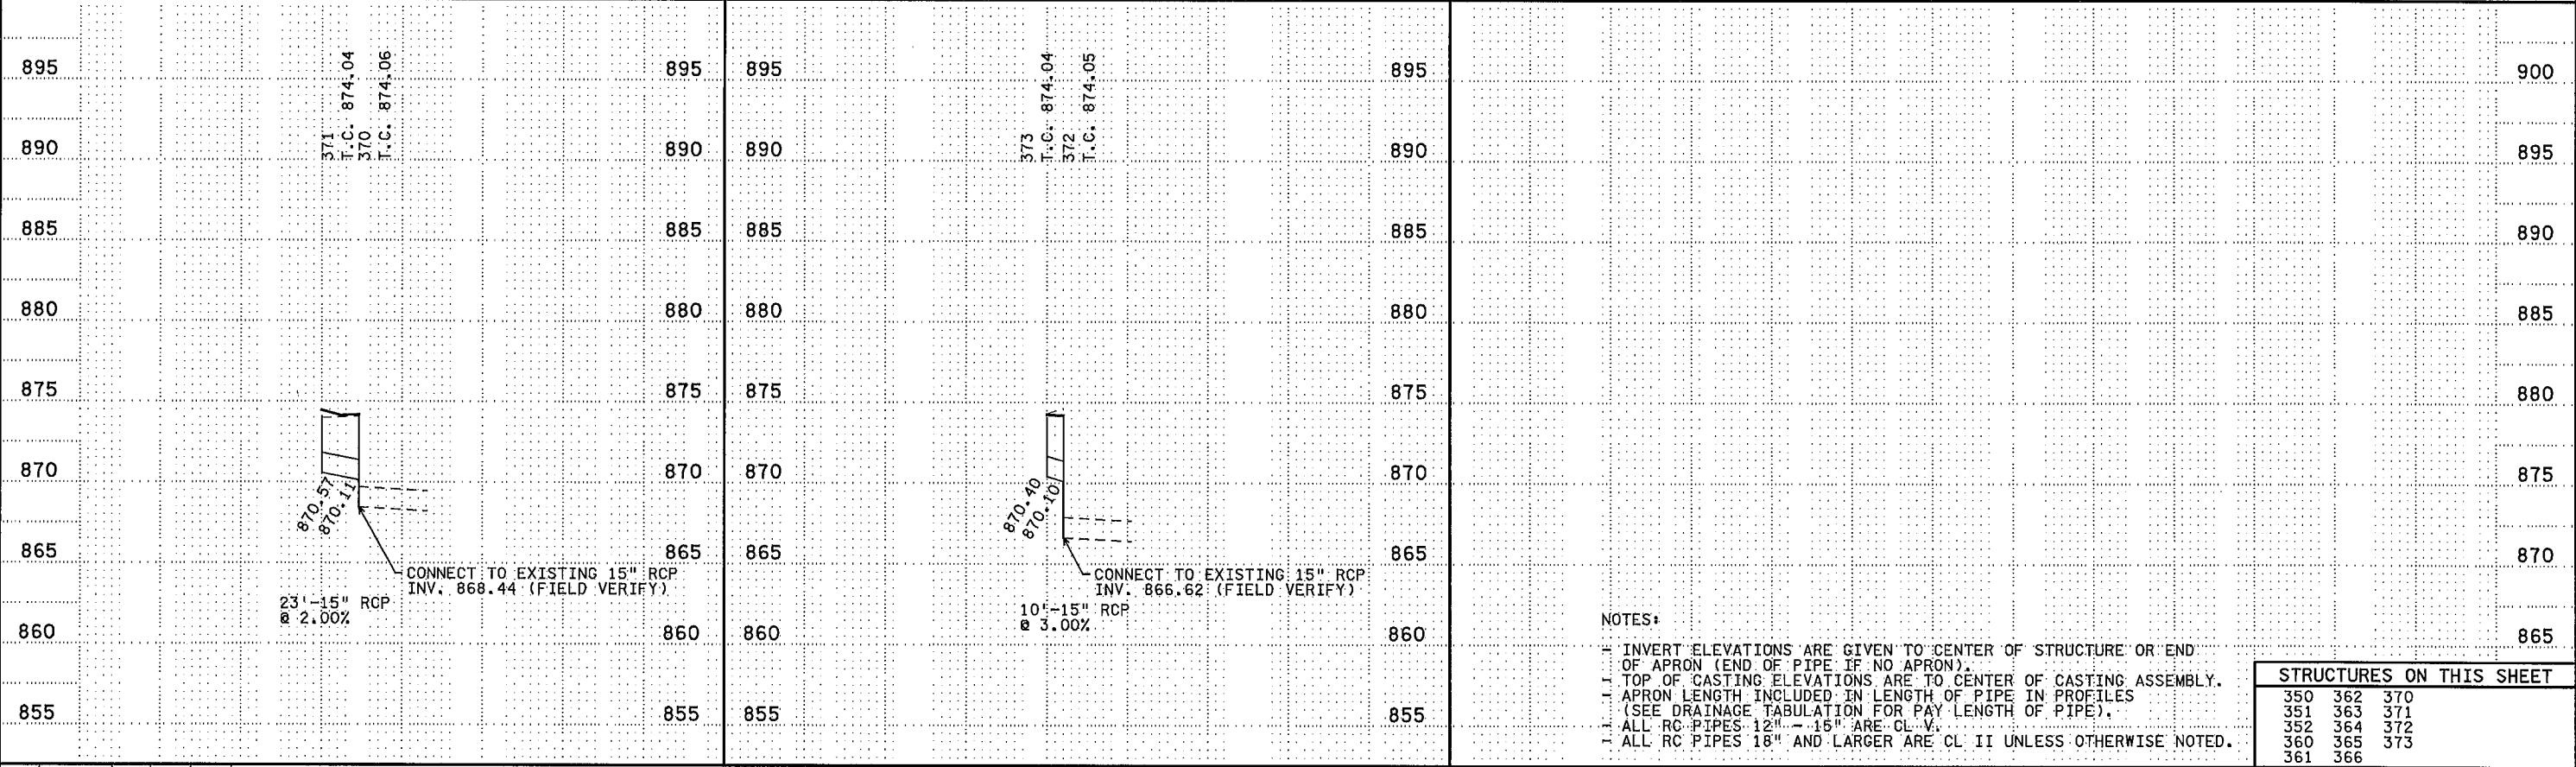 895
890
885
880
875
870
865
860
855
371
T.C. 874.04
370
T.C. 874.06
870.57
870.11
CONNECT TO EXISTING 15" RCP
INV. 868.44 (FIELD VERIFY)
23'-15" RCP
@ 2.00%
895
890
885
880
875
870
865
860
855
895
890
885
880
875
870
865
860
855
373
T.C. 874.04
372
T.C. 874.05
870.40
870.10
CONNECT TO EXISTING 15" RCP
INV. 866.62 (FIELD VERIFY)
10'-15" RCP
@ 3.00%
895
890
885
880
875
870
865
860
855
900
895
890
885
880
875
870
865
NOTES:
- INVERT ELEVATIONS ARE GIVEN TO CENTER OF STRUCTURE OR END
OF APRON (END OF PIPE IF NO APRON).
- TOP OF CASTING ELEVATIONS ARE TO CENTER OF CASTING ASSEMBLY.
- APRON LENGTH INCLUDED IN LENGTH OF PIPE IN PROFILES
(SEE DRAINAGE TABULATION FOR PAY LENGTH OF PIPE).
- ALL RC PIPES 12" - 15" ARE CL V.
- ALL RC PIPES 18" AND LARGER ARE CL II UNLESS OTHERWISE NOTED.
STRUCTURES ON THIS SHEET
350 362 370
351 363 371
352 364 372
360 365 373
361 366